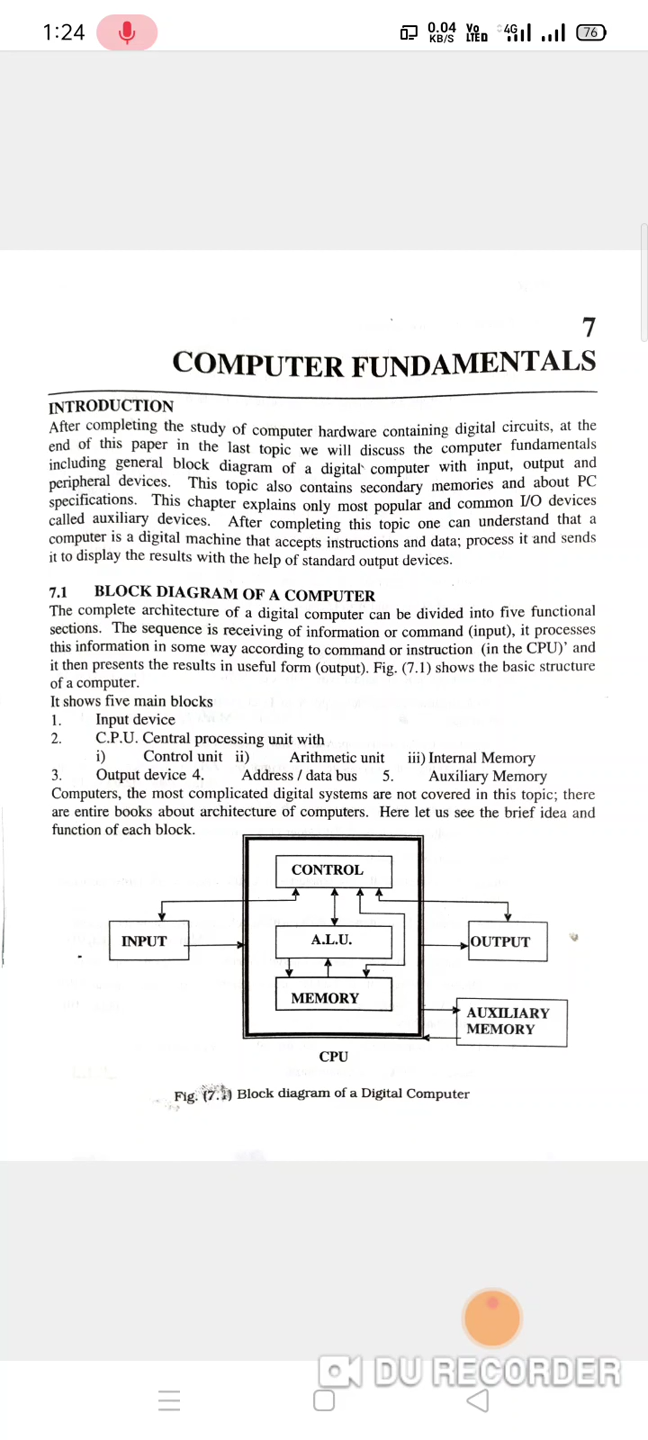 1:24
0.04 KB/S Vo LTED 4G 76
7
COMPUTER FUNDAMENTALS
INTRODUCTION
After completing the study of computer hardware containing digital circuits, at the
end of this paper in the last topic we will discuss the computer fundamentals
including general block diagram of a digital computer with input, output and
peripheral devices. This topic also contains secondary memories and about PC
specifications. This chapter explains only most popular and common I/O devices
called auxiliary devices. After completing this topic one can understand that a
computer is a digital machine that accepts instructions and data; process it and sends
it to display the results with the help of standard output devices.
7.1 BLOCK DIAGRAM OF A COMPUTER
The complete architecture of a digital computer can be divided into five functional
sections. The sequence is receiving of information or command (input), it processes
this information in some way according to command or instruction (in the CPU)' and
it then presents the results in useful form (output). Fig. (7.1) shows the basic structure
of a computer.
It shows five main blocks
1. Input device
2. C.P.U. Central processing unit with
i) Control unit ii) Arithmetic unit iii) Internal Memory
3. Output device 4. Address / data bus 5. Auxiliary Memory
Computers, the most complicated digital systems are not covered in this topic; there
are entire books about architecture of computers. Here let us see the brief idea and
function of each block.
CONTROL
INPUT
A.L.U.
OUTPUT
MEMORY
AUXILIARY
MEMORY
CPU
Fig. (7.1) Block diagram of a Digital Computer
DU RECORDER